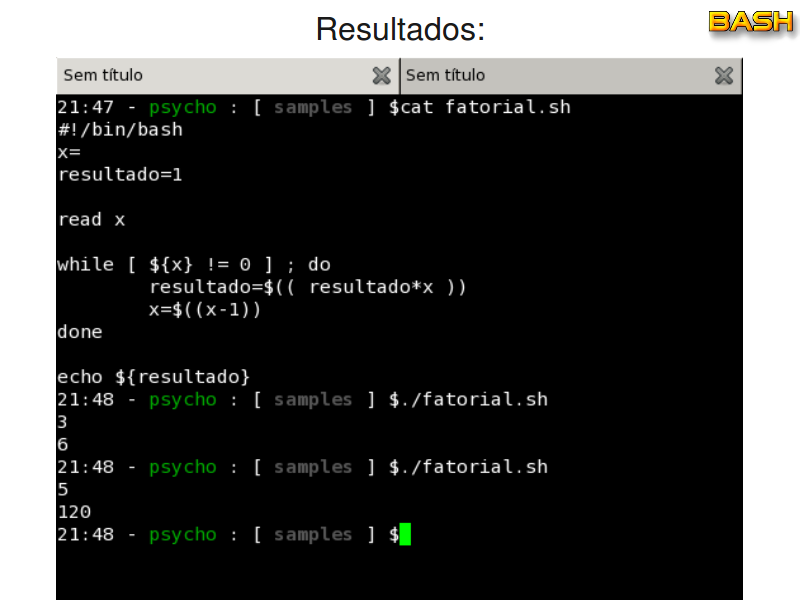 Resultados:
BASH
Sem título
Sem título
21:47 - psycho : [ samples ] $cat fatorial.sh
#!/bin/bash
x=
resultado=1
read x
while [ ${x} != 0 ] ; do
        resultado=$(( resultado*x ))
        x=$((x-1))
done
echo ${resultado}
21:48 - psycho : [ samples ] $./fatorial.sh
3
6
21:48 - psycho : [ samples ] $./fatorial.sh
5
120
21:48 - psycho : [ samples ] $